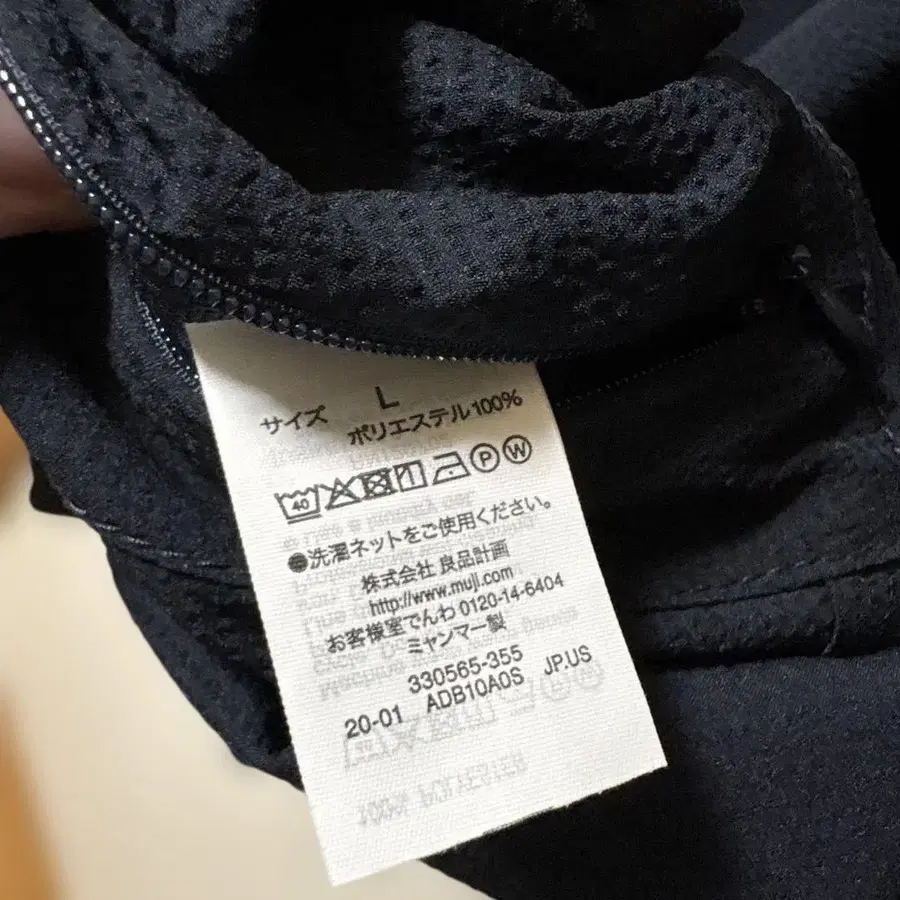 サイズ L
ポリエステル100%
40 P W
●洗濯ネットをご使用ください。
株式会社 良品計画
http://www.muji.com
お客様室でんわ 0120-14-6404
ミャンマー製
330565-355
20-01 ADB10A0S JP.US
100% POLYESTER